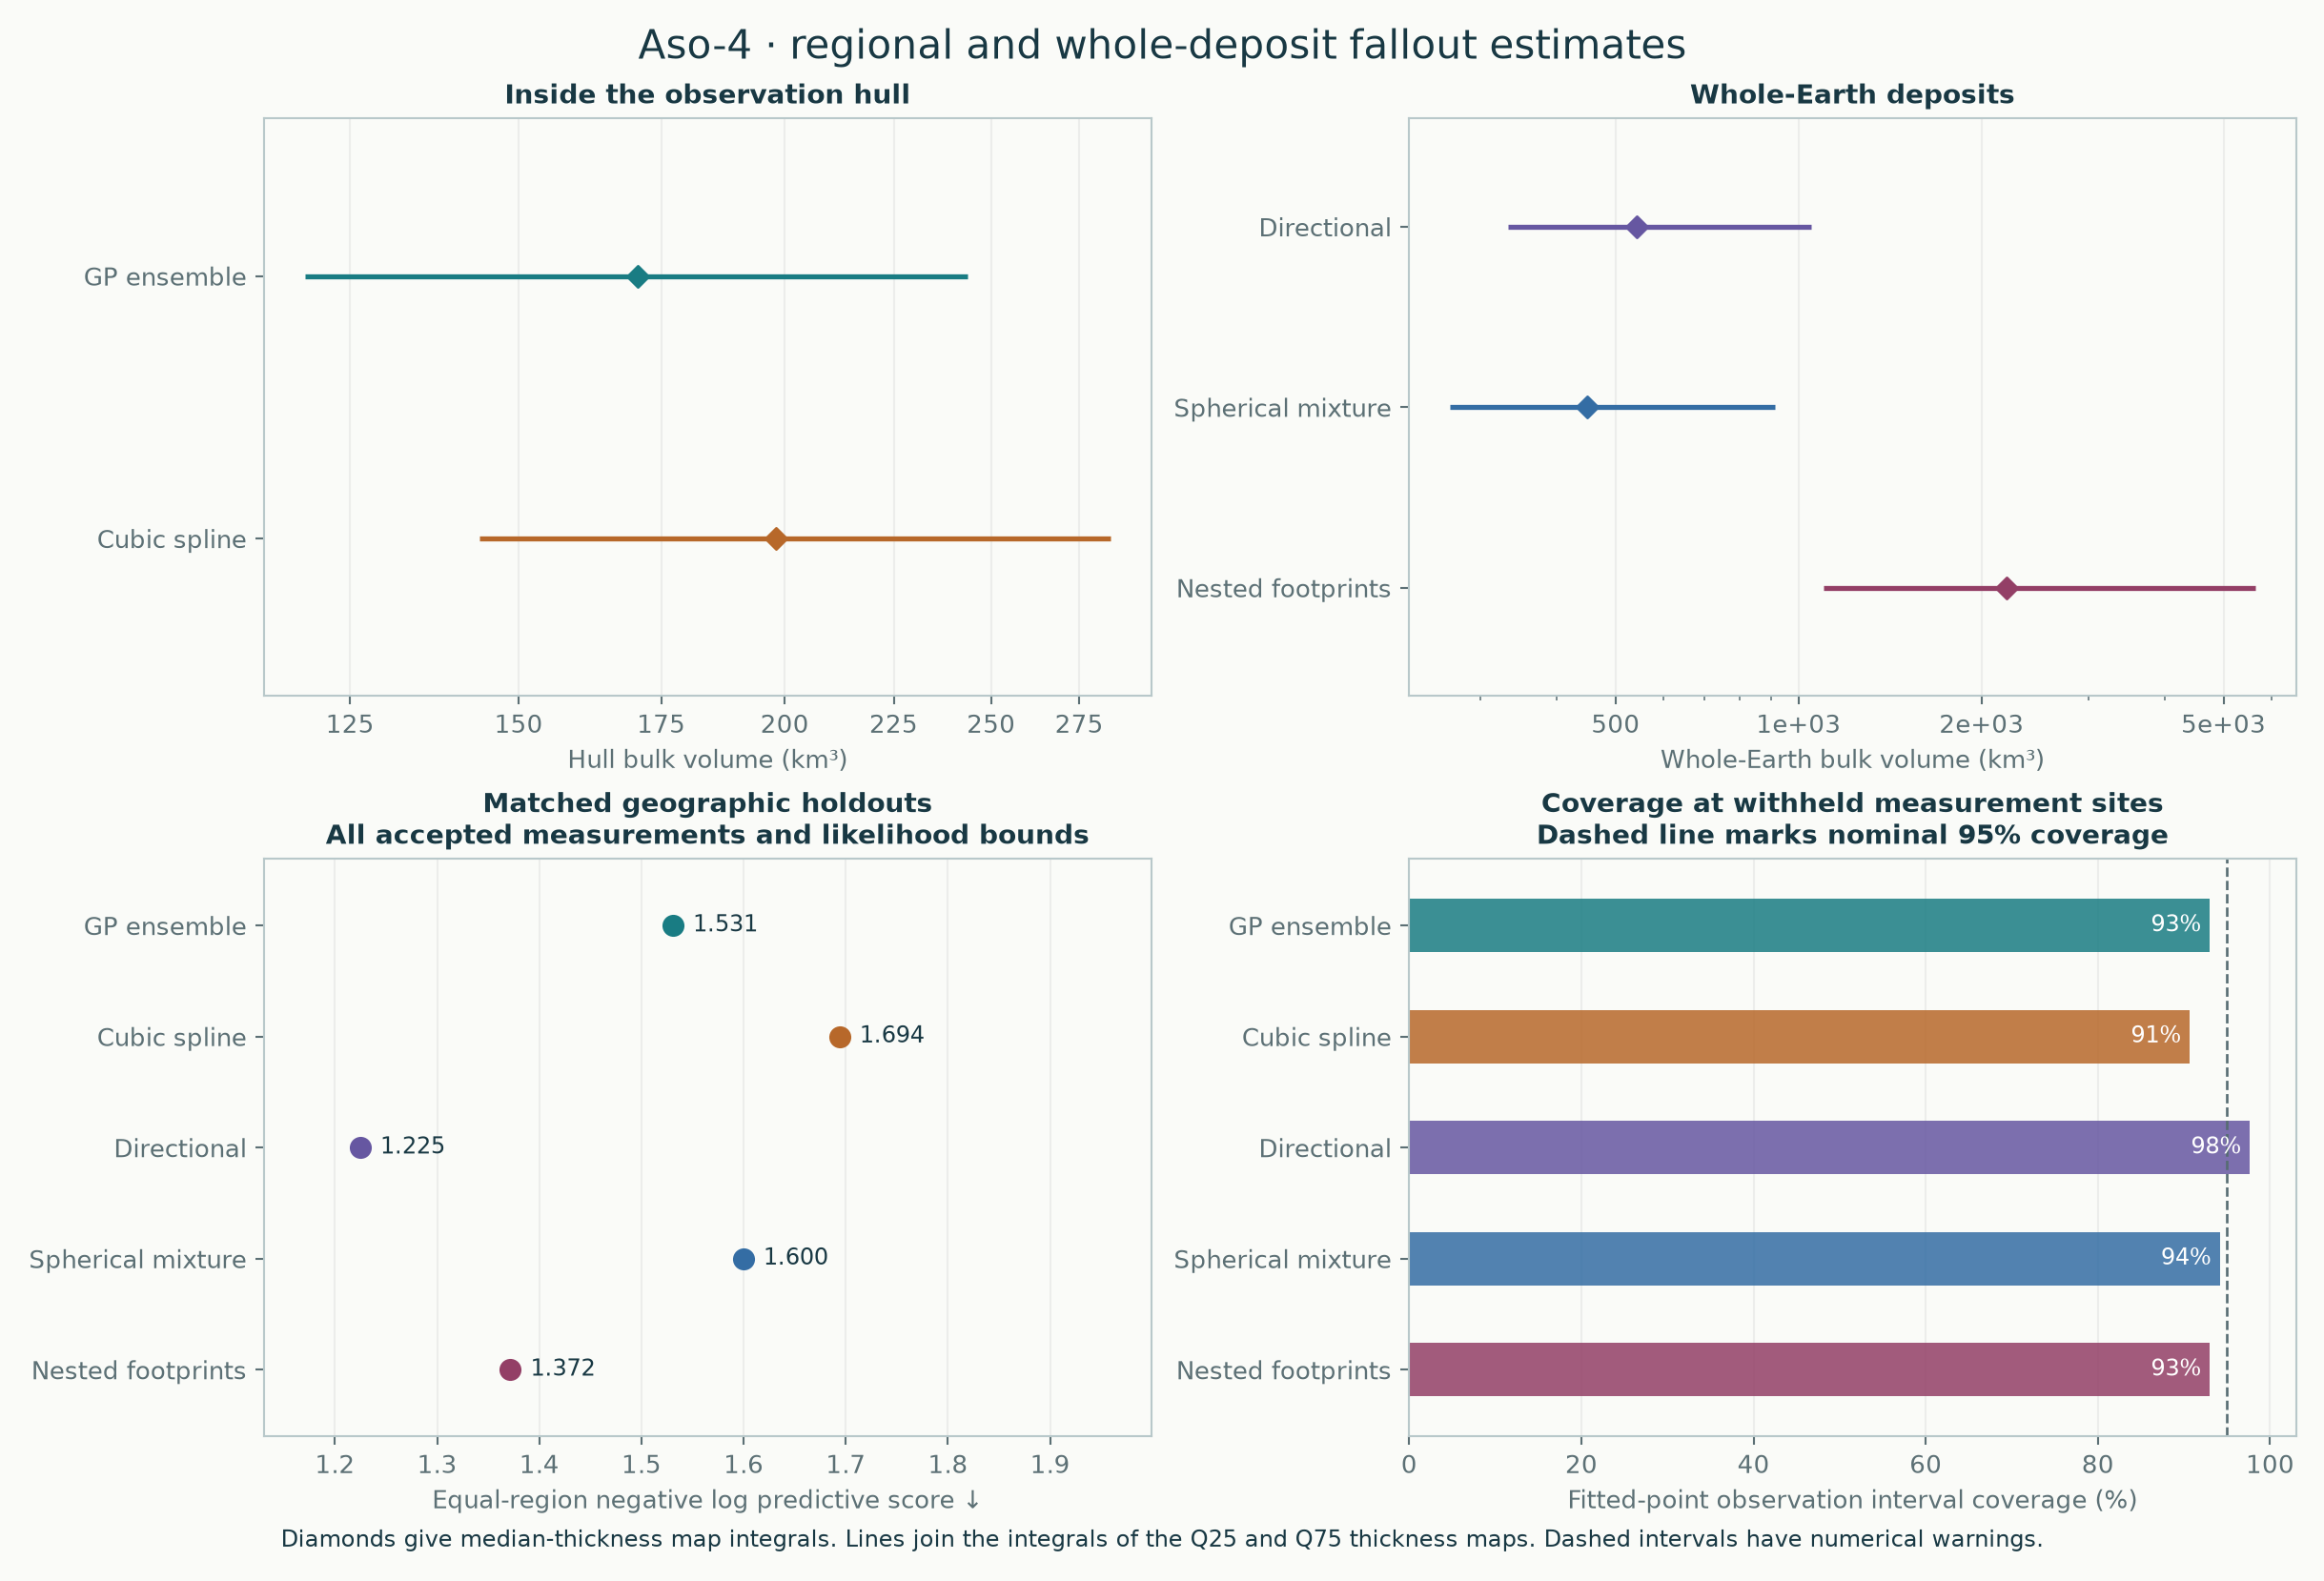 Aso-4 · regional and whole-deposit fallout estimates
Inside the observation hull
GP ensemble
Cubic spline
125 150 175 200 225 250 275
Hull bulk volume (km³)
Whole-Earth deposits
Directional
Spherical mixture
Nested footprints
500 1e+03 2e+03 5e+03
Whole-Earth bulk volume (km³)
Matched geographic holdouts
All accepted measurements and likelihood bounds
GP ensemble 1.531
Cubic spline 1.694
Directional 1.225
Spherical mixture 1.600
Nested footprints 1.372
1.2 1.3 1.4 1.5 1.6 1.7 1.8 1.9
Equal-region negative log predictive score ↓
Coverage at withheld measurement sites
Dashed line marks nominal 95% coverage
GP ensemble 93%
Cubic spline 91%
Directional 98%
Spherical mixture 94%
Nested footprints 93%
0 20 40 60 80 100
Fitted-point observation interval coverage (%)
Diamonds give median-thickness map integrals. Lines join the integrals of the Q25 and Q75 thickness maps. Dashed intervals have numerical warnings.